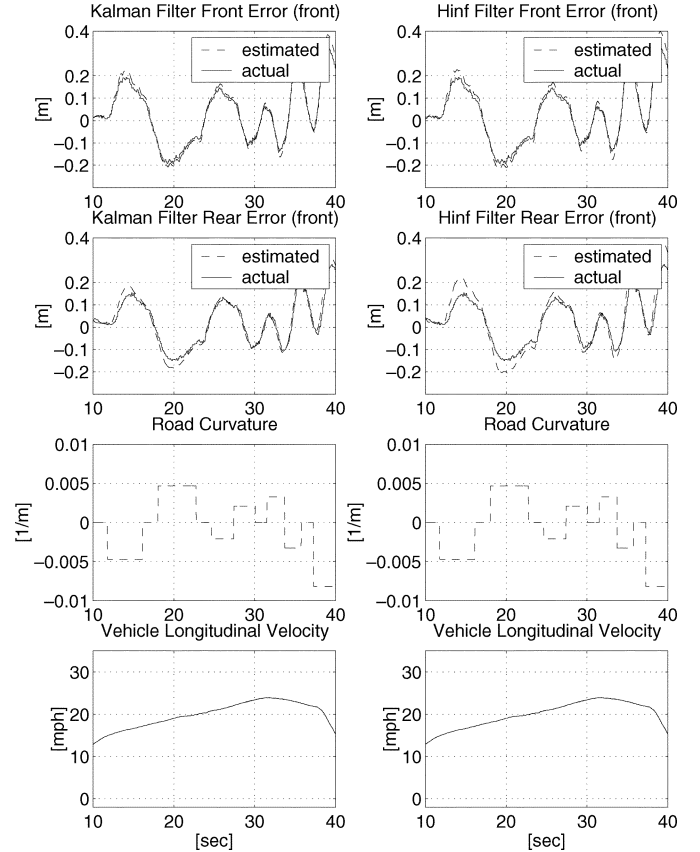 Kalman Filter Front Error (front)
Hinf Filter Front Error (front)
0.4
0.2
0.1
0
−0.1
−0.2
[m]
estimated
actual
10
20
30
40
0.4
0.2
0.1
0
−0.1
−0.2
[m]
estimated
actual
10
20
30
40
Kalman Filter Rear Error (front)
Hinf Filter Rear Error (front)
0.4
0.2
0.1
0
−0.1
−0.2
[m]
estimated
actual
10
20
30
40
0.4
0.2
0.1
0
−0.1
−0.2
[m]
estimated
actual
10
20
30
40
Road Curvature
Road Curvature
0.01
0.005
0
−0.005
−0.01
[1/m]
10
20
30
40
0.01
0.005
0
−0.005
−0.01
[1/m]
10
20
30
40
Vehicle Longitudinal Velocity
Vehicle Longitudinal Velocity
30
20
10
0
[mph]
10
20
30
40
[sec]
30
20
10
0
[mph]
10
20
30
40
[sec]